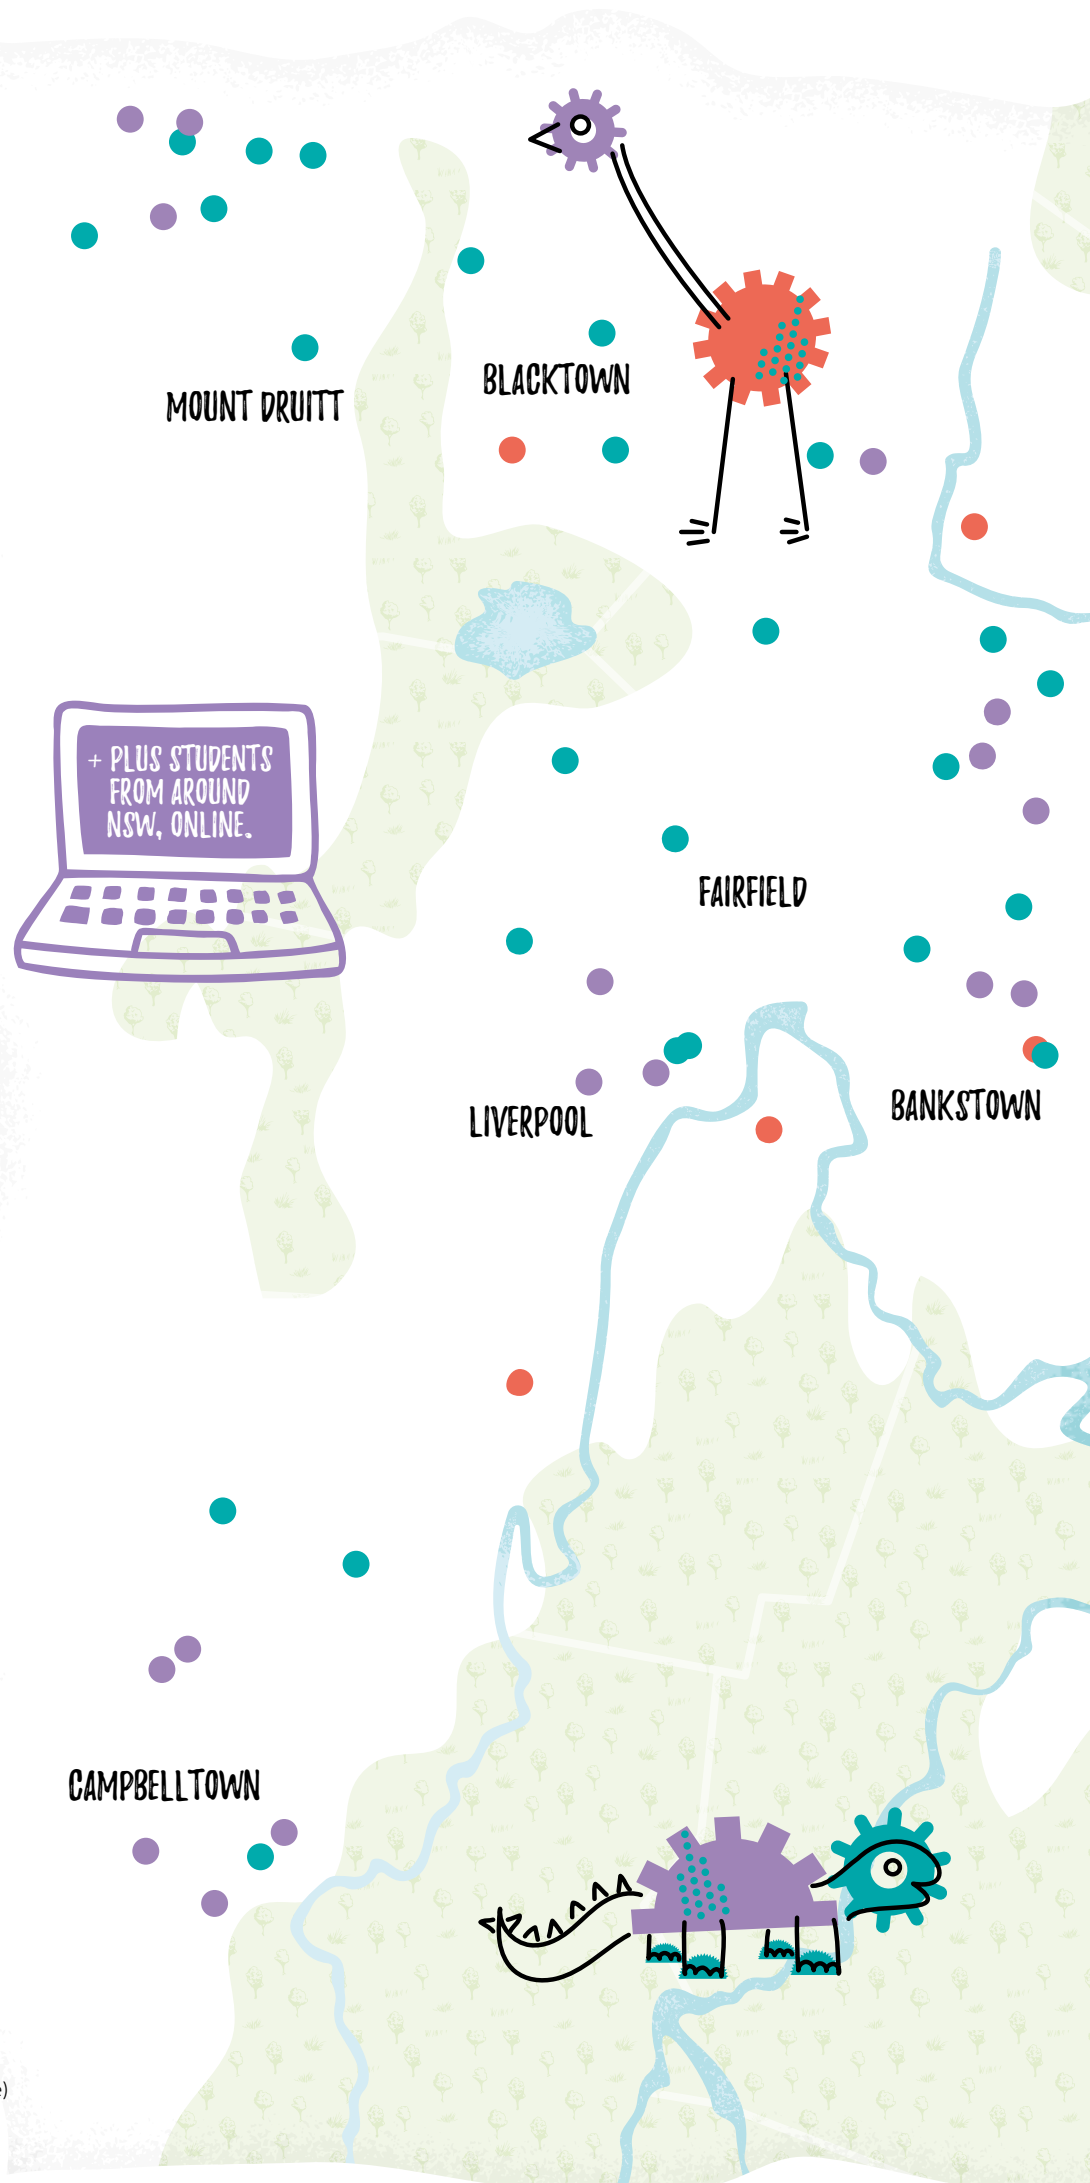 MOUNT DRUITT
BLACKTOWN
+ PLUS STUDENTS
FROM AROUND
NSW, ONLINE.
FAIRFIELD
LIVERPOOL
BANKSTOWN
CAMPBELLTOWN